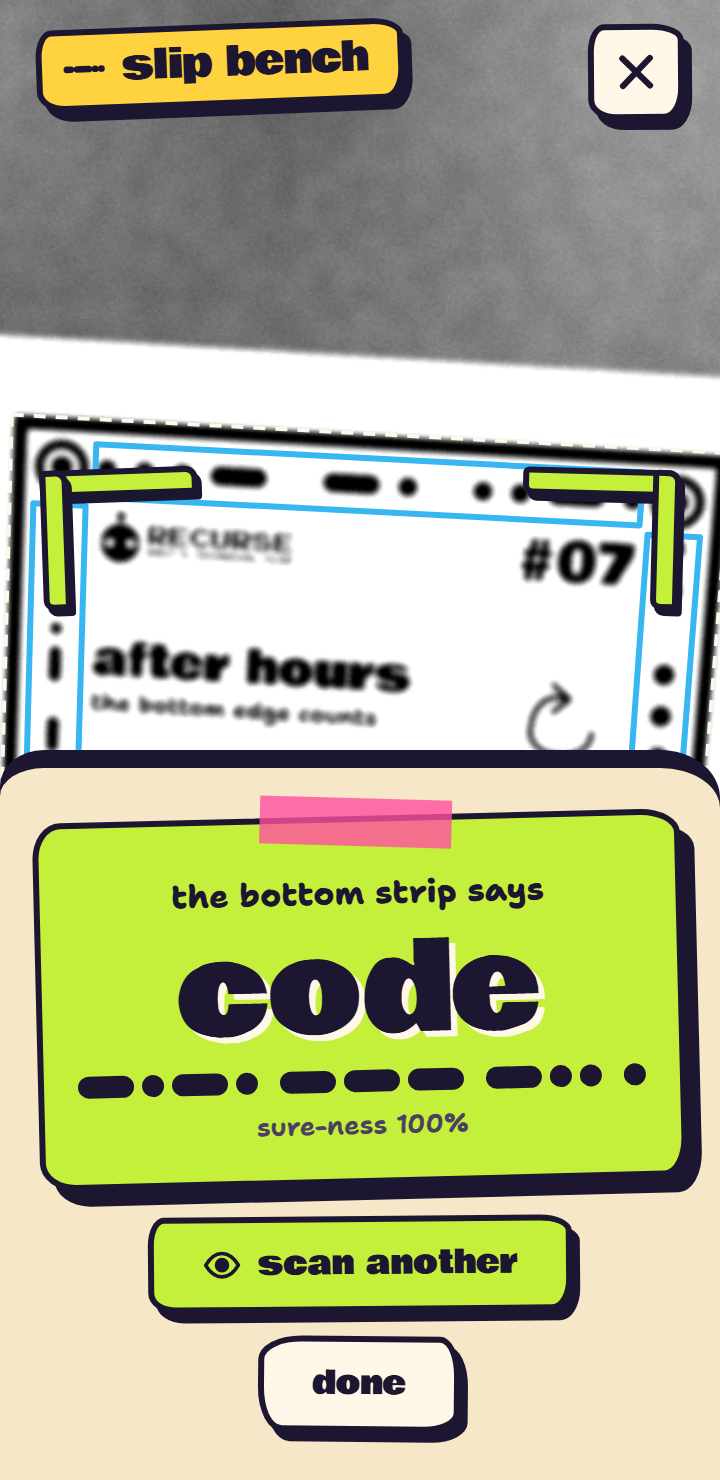 slip bench
RECURSE
#07
after hours
the bottom edge counts
the bottom strip says
code
sure-ness 100%
scan another
done